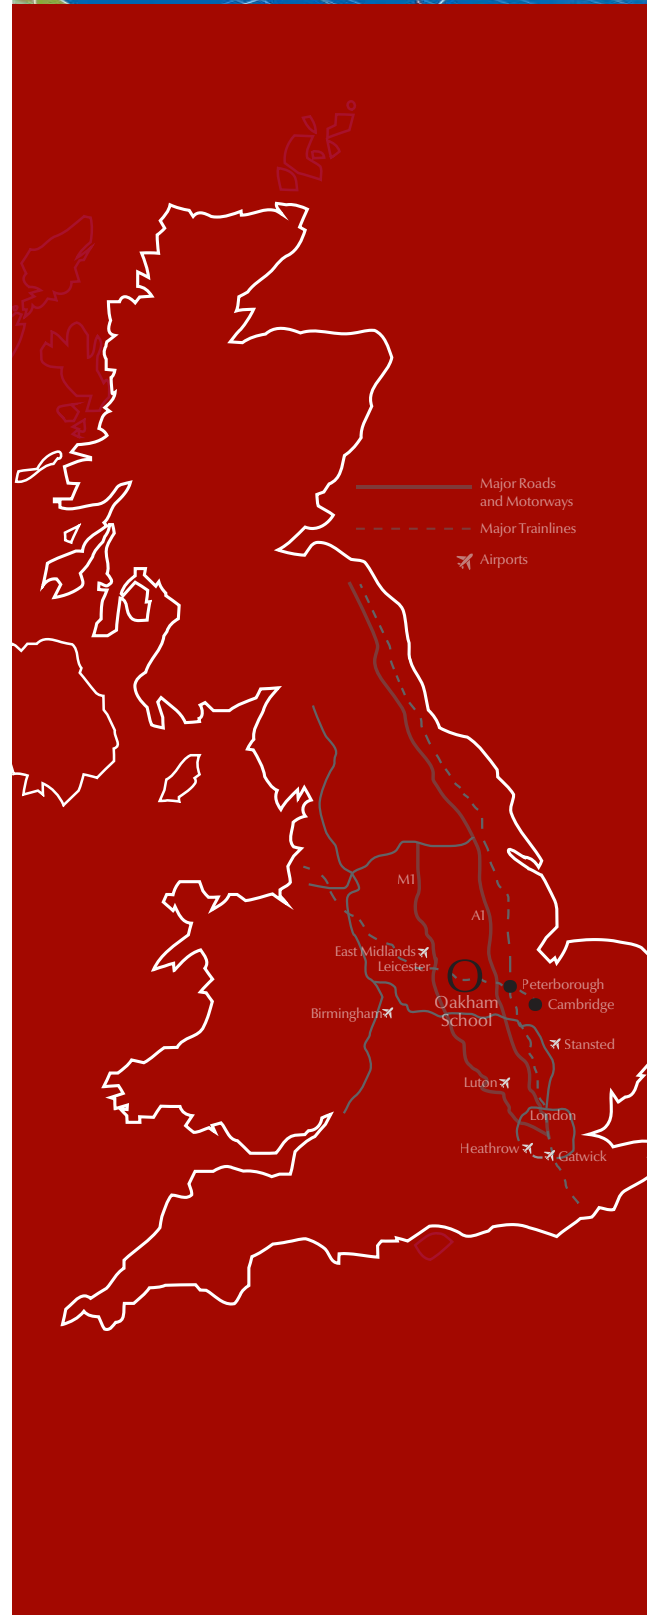 Major Roads
and Motorways
Major Trainlines
Airports
M1
A1
East Midlands
Leicester
Peterborough
Oakham
School
Cambridge
Birmingham
Stansted
Luton
London
Heathrow
Gatwick